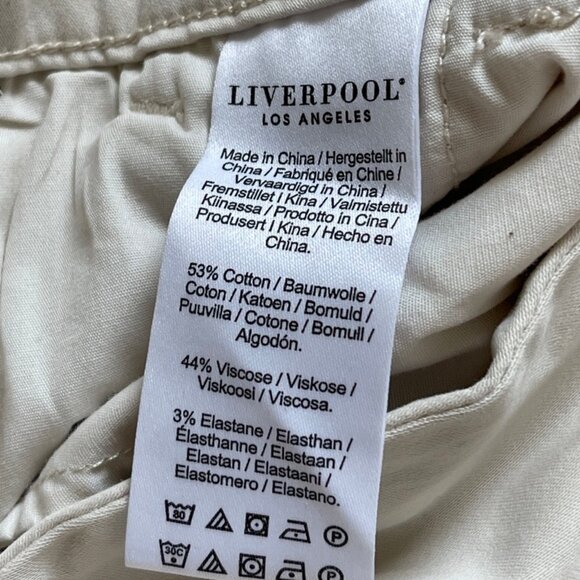 LIVERPOOL®
LOS ANGELES
Made in China / Hergestellt in
China / Fabriqué en Chine /
Vervaardigd in China /
Fremstillet i Kina / Valmistettu
Kiinassa / Prodotto in Cina /
Produsert i Kina / Hecho en
China.
53% Cotton / Baumwolle /
Coton / Katoen / Bomuld /
Puuvilla / Cotone / Bomull /
Algodón.
44% Viscose / Viskose /
Viskoosi / Viscosa.
3% Elastane / Elasthan /
Élasthanne / Elastaan /
Elastan / Elastaani /
Elastomero / Elastano.
80 P
30C P